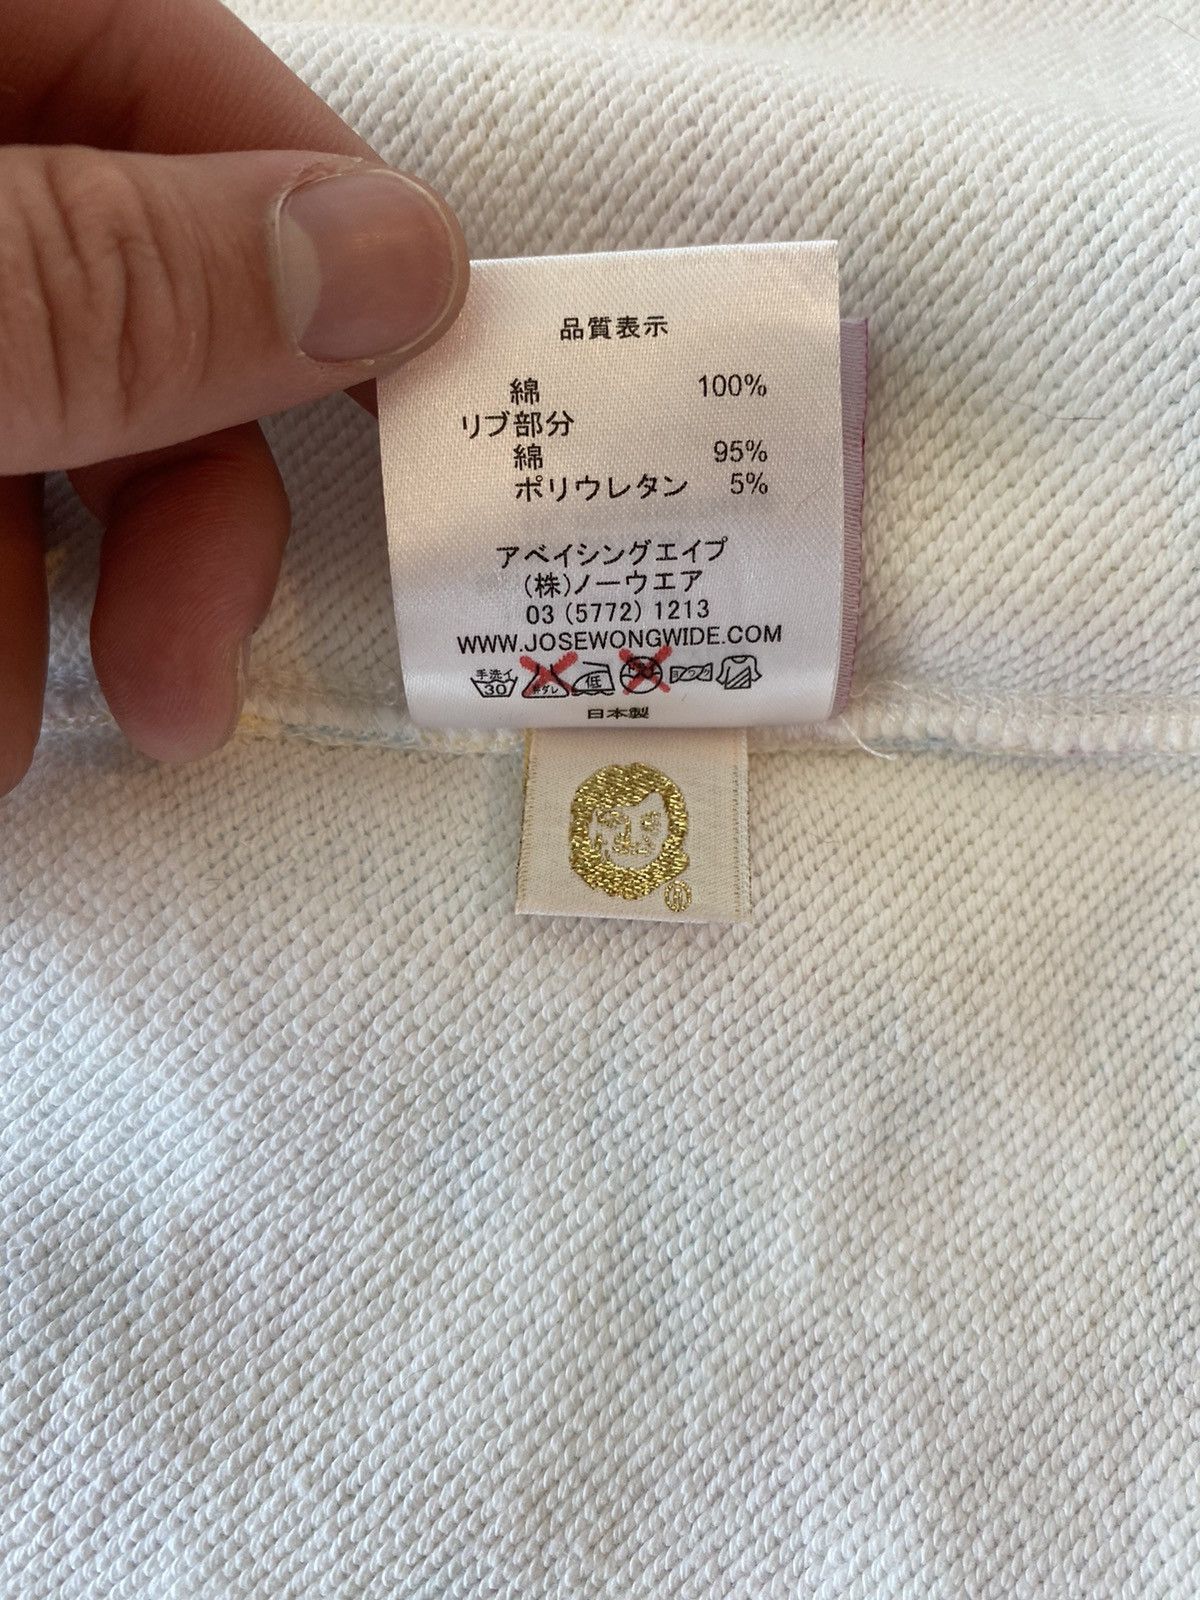 品質表示
綿 100%
リブ部分
綿 95%
ポリウレタン 5%
アベイシングエイプ
(株)ノーウエア
03 (5772) 1213
WWW.JOSEWONGWIDE.COM
手洗イ 30 低
日本製
®